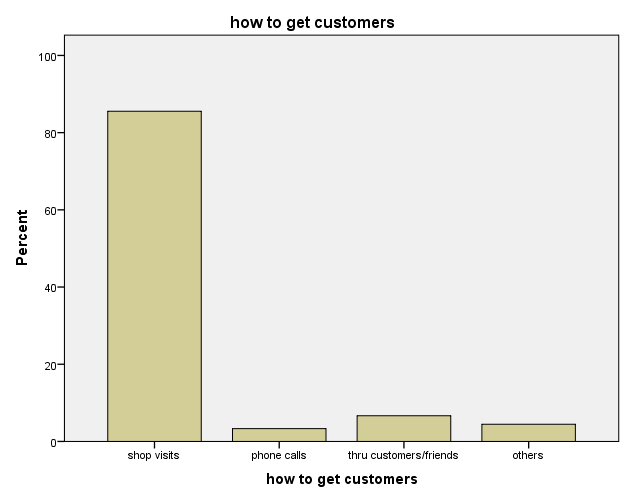 how to get customers
100
80
60
40
20
0
Percent
shop visits
phone calls
thru customers/friends
others
how to get customers